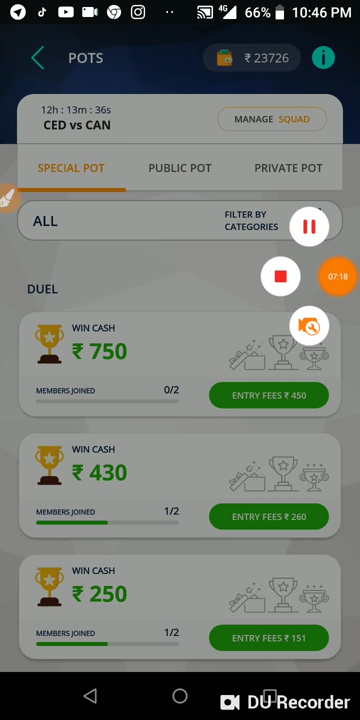 4G 66% 10:46 PM
POTS ₹ 23726 i
12h : 13m : 36s
CED vs CAN
MANAGE SQUAD
SPECIAL POT PUBLIC POT PRIVATE POT
ALL
FILTER BY
CATEGORIES
07:18
DUEL
WIN CASH
₹ 750
MEMBERS JOINED 0/2
ENTRY FEES ₹ 450
WIN CASH
₹ 430
MEMBERS JOINED 1/2
ENTRY FEES ₹ 260
WIN CASH
₹ 250
MEMBERS JOINED 1/2
ENTRY FEES ₹ 151
DU Recorder